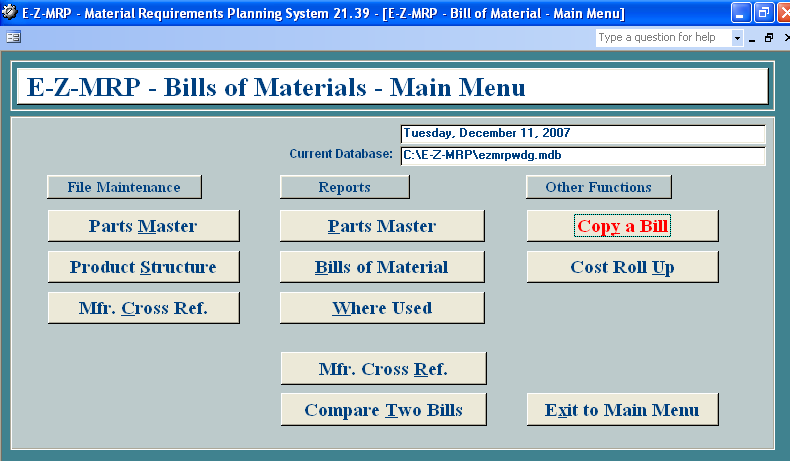 E-Z-MRP - Material Requirements Planning System 21.39 - [E-Z-MRP - Bill of Material - Main Menu]
Type a question for help
E-Z-MRP - Bills of Materials - Main Menu
Tuesday, December 11, 2007
Current Database: C:\E-Z-MRP\ezmrpwdg.mdb
File Maintenance Reports Other Functions
Parts Master Parts Master Copy a Bill
Product Structure Bills of Material Cost Roll Up
Mfr. Cross Ref. Where Used
Mfr. Cross Ref.
Compare Two Bills Exit to Main Menu